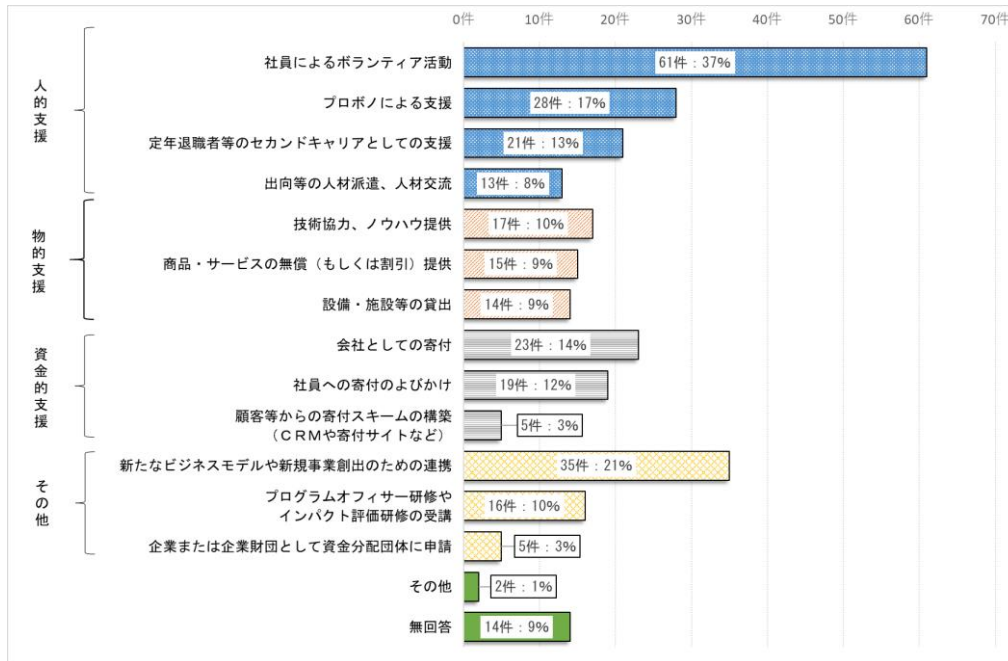 0件 10件 20件 30件 40件 50件 60件 70件
人的支援
社員によるボランティア活動 61件：37%
プロボノによる支援 28件：17%
定年退職者等のセカンドキャリアとしての支援 21件：13%
出向等の人材派遣、人材交流 13件：8%
物的支援
技術協力、ノウハウ提供 17件：10%
商品・サービスの無償（もしくは割引）提供 15件：9%
設備・施設等の貸出 14件：9%
資金的支援
会社としての寄付 23件：14%
社員への寄付のよびかけ 19件：12%
顧客等からの寄付スキームの構築
（ＣＲＭや寄付サイトなど） 5件：3%
その他
新たなビジネスモデルや新規事業創出のための連携 35件：21%
プログラムオフィサー研修や
インパクト評価研修の受講 16件：10%
企業または企業財団として資金分配団体に申請 5件：3%
その他 2件：1%
無回答 14件：9%